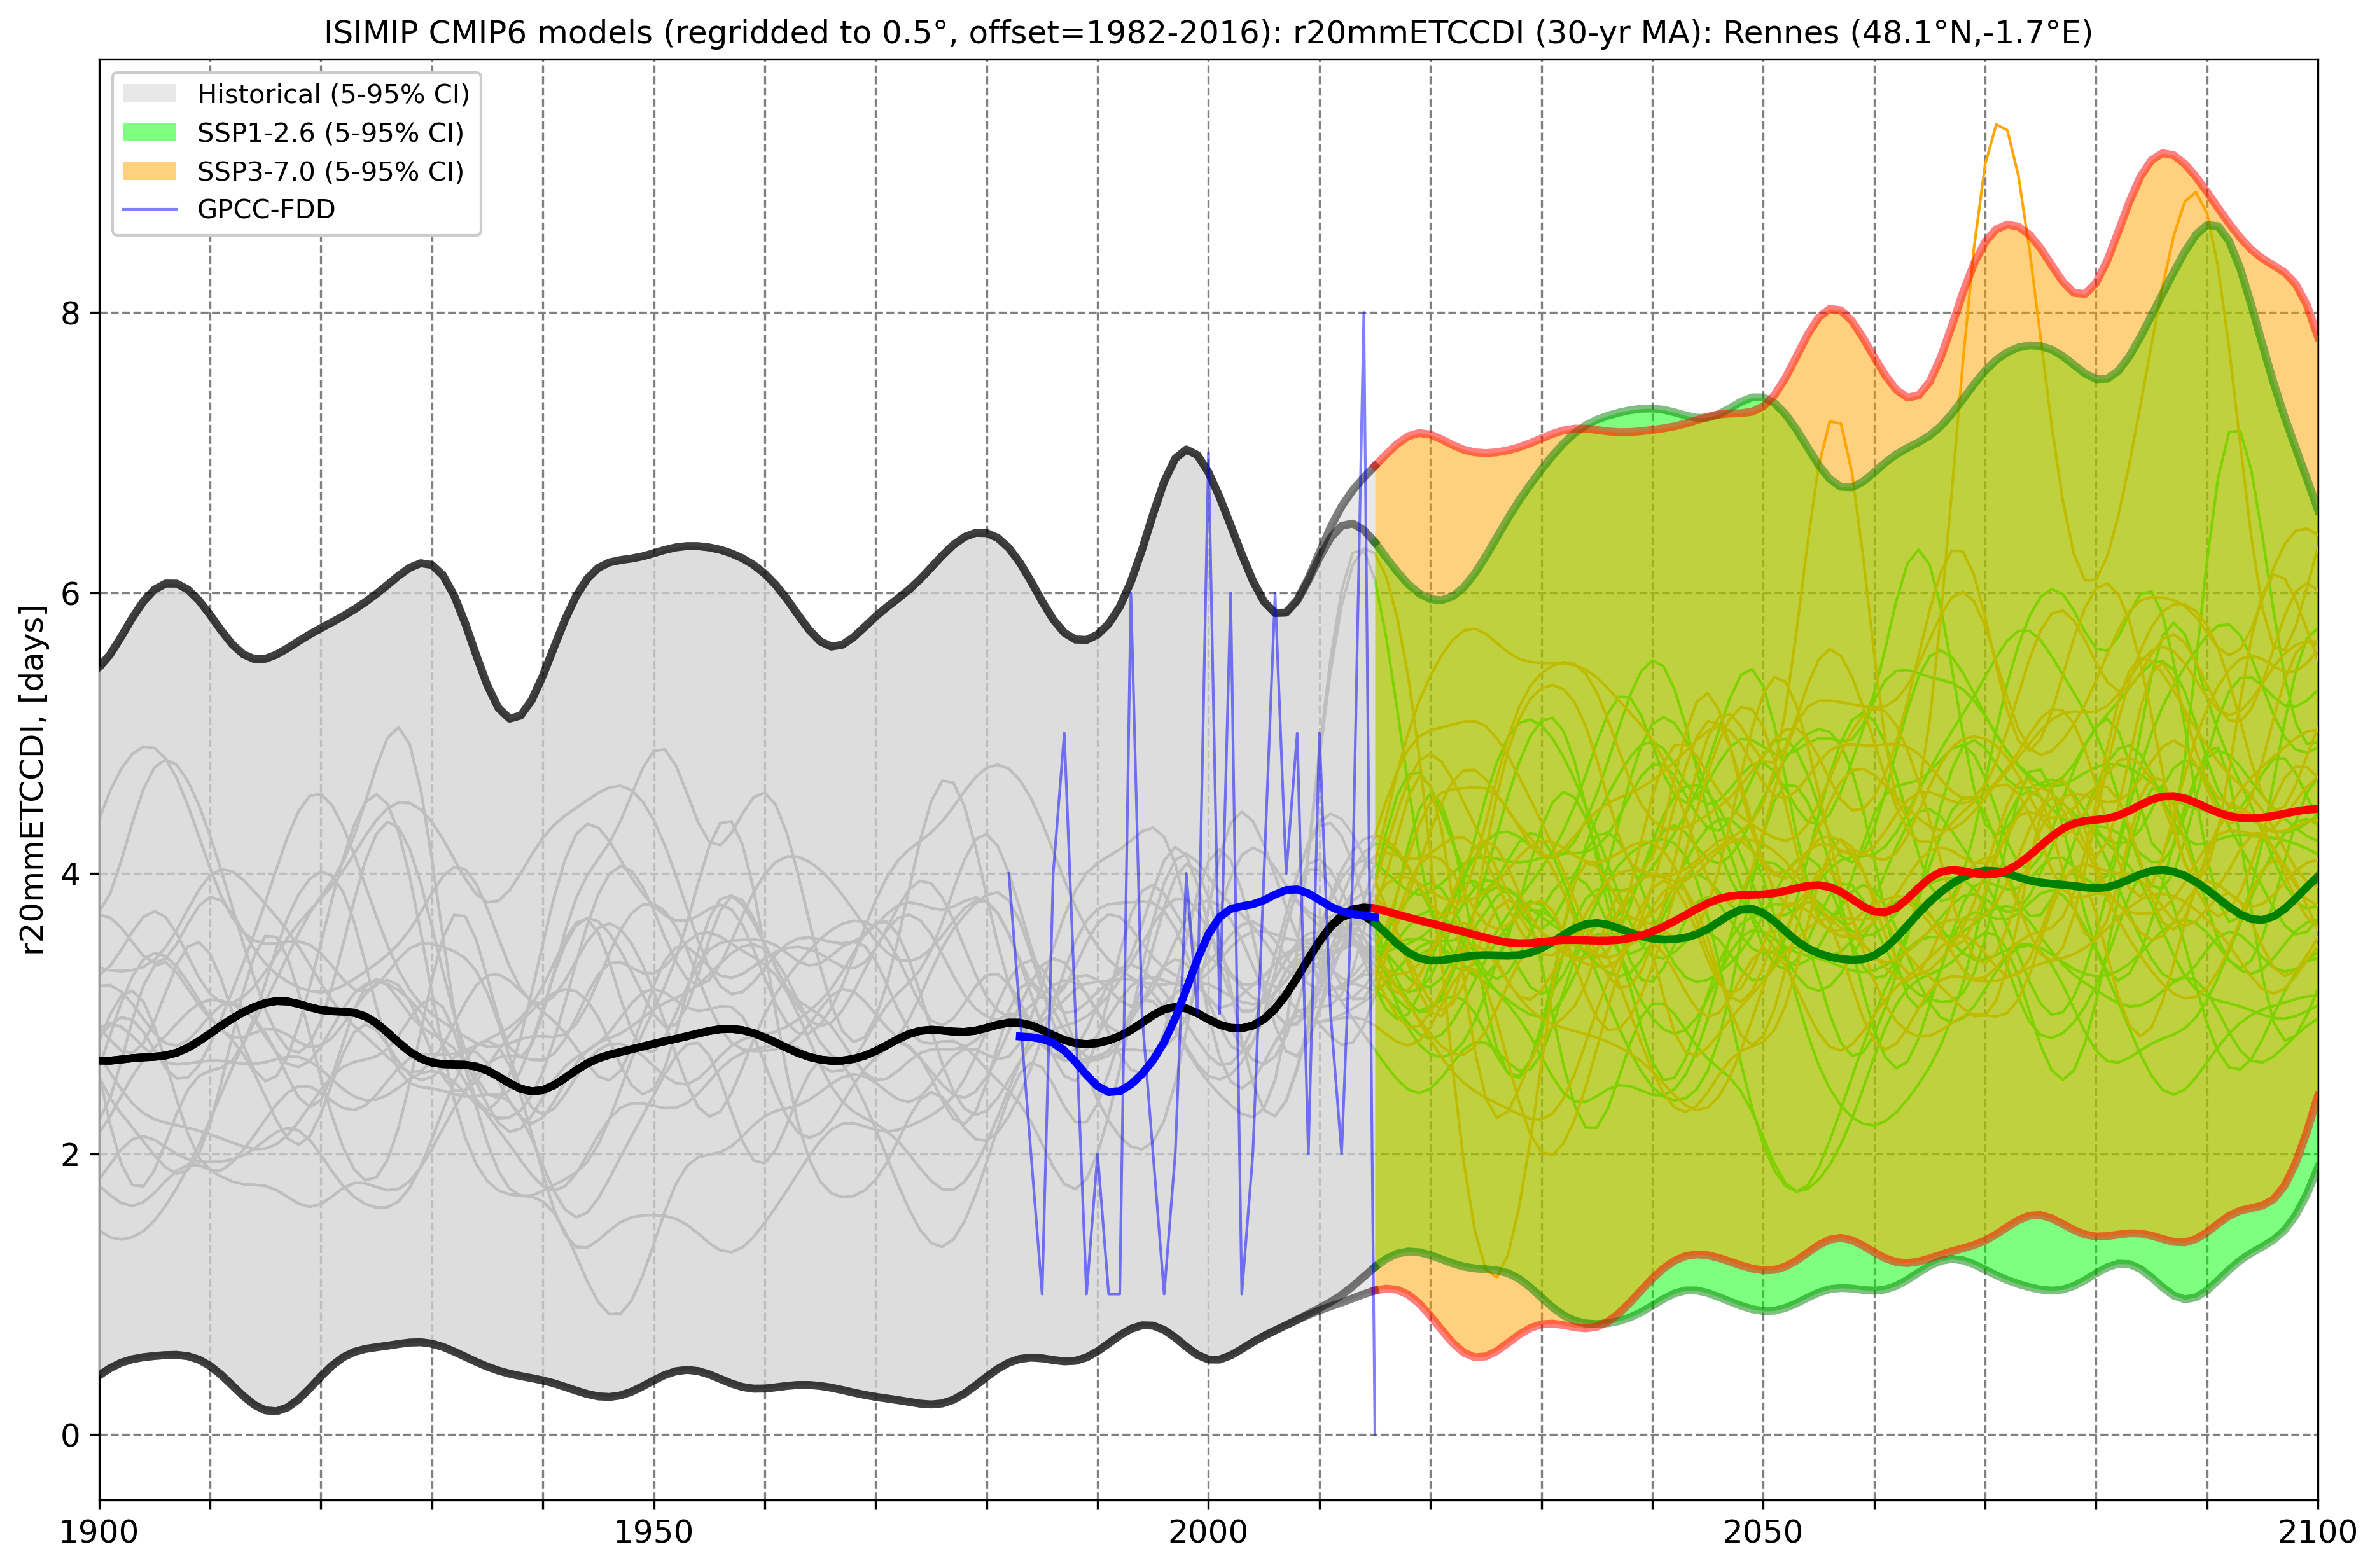 ISIMIP CMIP6 models (regridded to 0.5°, offset=1982-2016): r20mmETCCDI (30-yr MA): Rennes (48.1°N,-1.7°E)
Historical (5-95% CI)
SSP1-2.6 (5-95% CI)
SSP3-7.0 (5-95% CI)
GPCC-FDD
r20mmETCCDI, [days]
8
6
4
2
0
1900 1950 2000 2050 2100